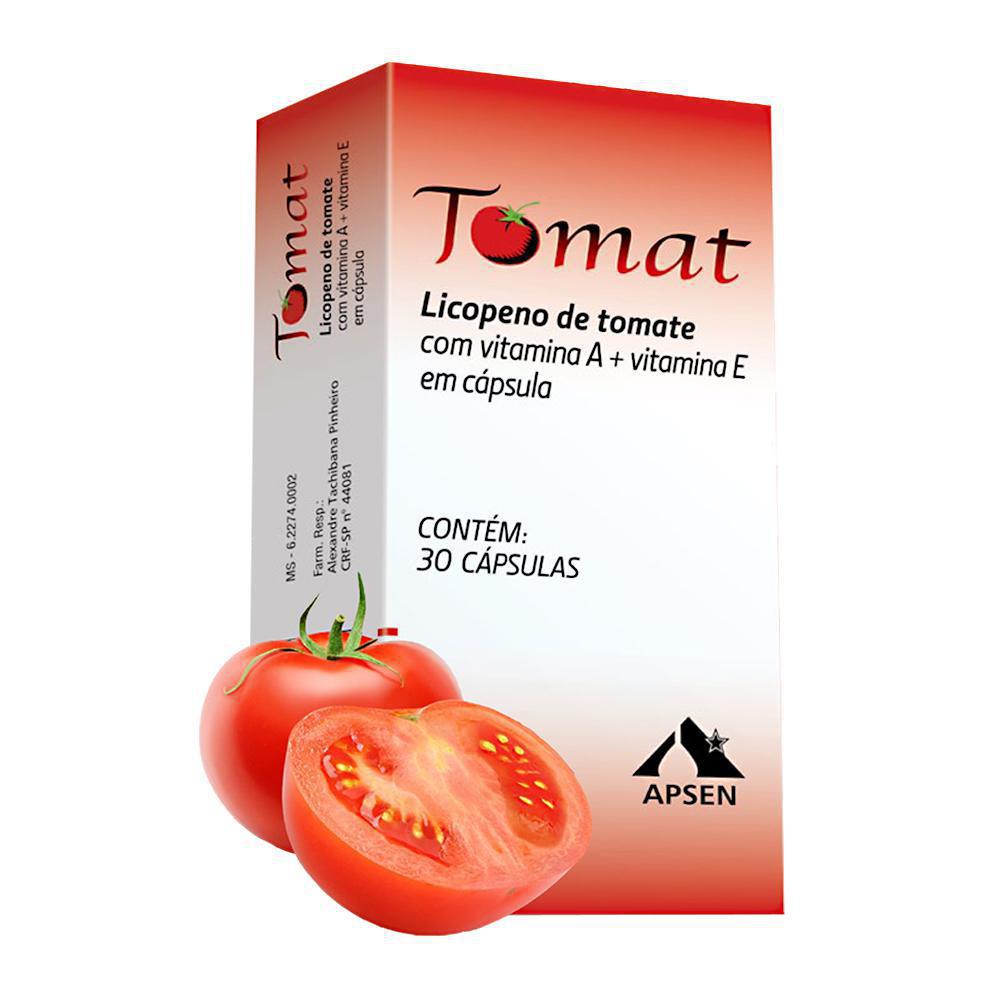 Tomat
Licopeno de tomate
com vitamina A + vitamina E
em cápsula
CONTÉM:
30 CÁPSULAS
APSEN
Tomat
Licopeno de tomate
com vitamina A + vitamina E
em cápsula
MS - 6.2274.0002
Farm. Resp.:
Alexandre Tachibana Pinheiro
CRF-SP n° 44081